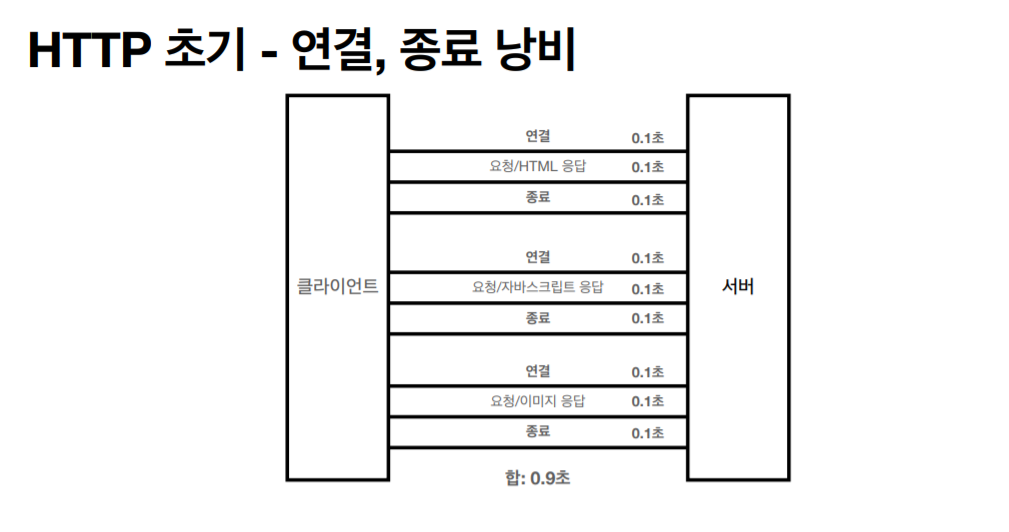 HTTP 초기 - 연결, 종료 낭비
연결 0.1초
요청/HTML 응답 0.1초
종료 0.1초
연결 0.1초
클라이언트 요청/자바스크립트 응답 0.1초 서버
종료 0.1초
연결 0.1초
요청/이미지 응답 0.1초
종료 0.1초
합: 0.9초